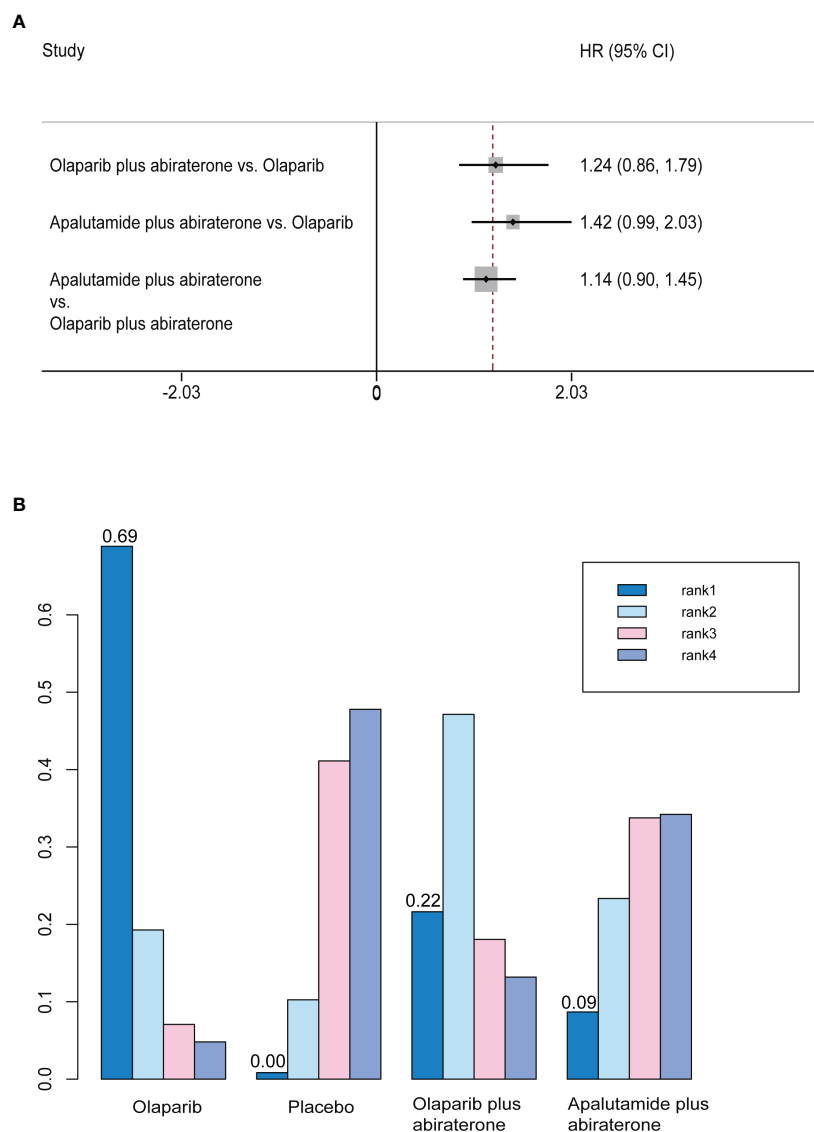 A
Study HR (95% CI)
Olaparib plus abiraterone vs. Olaparib 1.24 (0.86, 1.79)
Apalutamide plus abiraterone vs. Olaparib 1.42 (0.99, 2.03)
Apalutamide plus abiraterone 1.14 (0.90, 1.45)
vs.
Olaparib plus abiraterone
-2.03 0 2.03
B
0.69
rank1
rank2
rank3
rank4
0.6
0.5
0.4
0.3
0.2
0.1
0.0
0.22
0.09
0.00
Olaparib Placebo Olaparib plus Apalutamide plus
abiraterone abiraterone